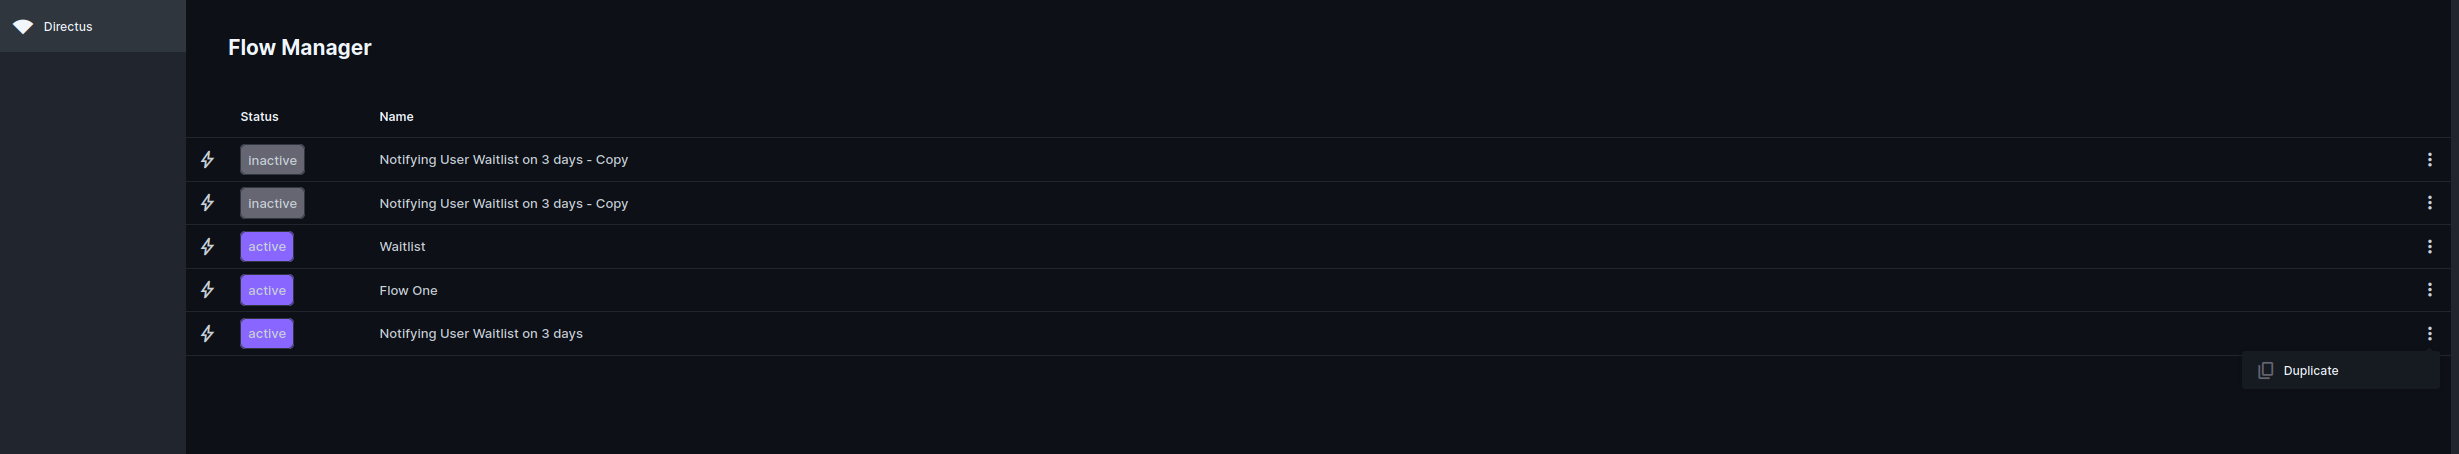 Directus
Flow Manager
Status Name
inactive Notifying User Waitlist on 3 days - Copy
inactive Notifying User Waitlist on 3 days - Copy
active Waitlist
active Flow One
active Notifying User Waitlist on 3 days
Duplicate